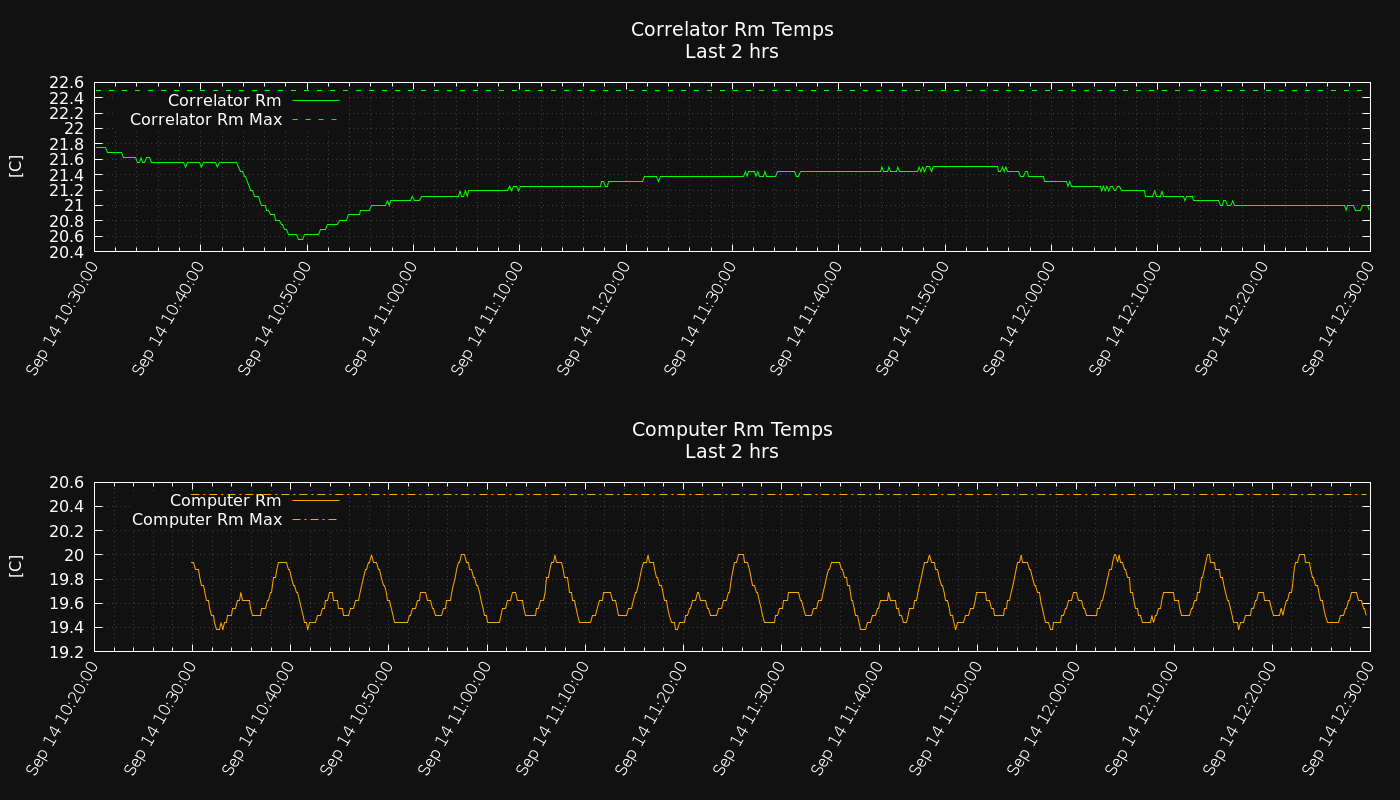 Correlator Rm Temps
Last 2 hrs
22.6
22.4
22.2
22
21.8
21.6
21.4
21.2
21
20.8
20.6
20.4
[C]
Correlator Rm
Correlator Rm Max
Sep 14 10:30:00
Sep 14 10:40:00
Sep 14 10:50:00
Sep 14 11:00:00
Sep 14 11:10:00
Sep 14 11:20:00
Sep 14 11:30:00
Sep 14 11:40:00
Sep 14 11:50:00
Sep 14 12:00:00
Sep 14 12:10:00
Sep 14 12:20:00
Sep 14 12:30:00
Computer Rm Temps
Last 2 hrs
20.6
20.4
20.2
20
19.8
19.6
19.4
19.2
[C]
Computer Rm
Computer Rm Max
Sep 14 10:20:00
Sep 14 10:30:00
Sep 14 10:40:00
Sep 14 10:50:00
Sep 14 11:00:00
Sep 14 11:10:00
Sep 14 11:20:00
Sep 14 11:30:00
Sep 14 11:40:00
Sep 14 11:50:00
Sep 14 12:00:00
Sep 14 12:10:00
Sep 14 12:20:00
Sep 14 12:30:00